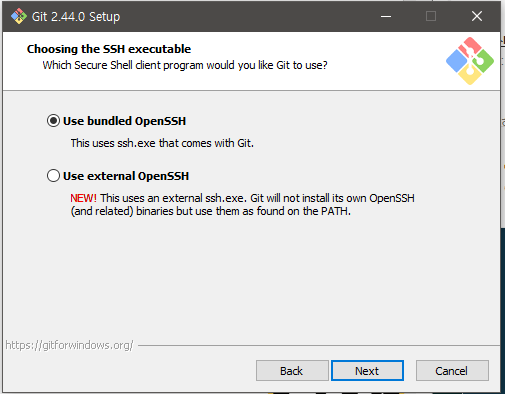 Git 2.44.0 Setup
Choosing the SSH executable
Which Secure Shell client program would you like Git to use?
Use bundled OpenSSH
This uses ssh.exe that comes with Git.
Use external OpenSSH
NEW! This uses an external ssh.exe. Git will not install its own OpenSSH
(and related) binaries but use them as found on the PATH.
https://gitforwindows.org/
Back
Next
Cancel